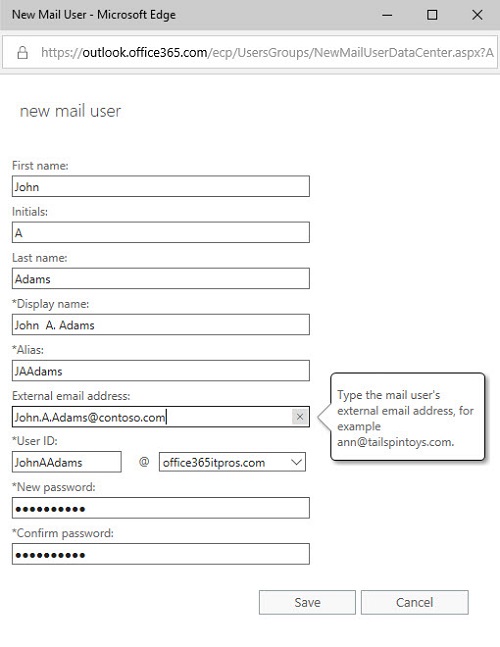 New Mail User - Microsoft Edge
https://outlook.office365.com/ecp/UsersGroups/NewMailUserDataCenter.aspx?A
new mail user
First name:
John
Initials:
A
Last name:
Adams
*Display name:
John  A. Adams
*Alias:
JAAdams
External email address:
John.A.Adams@contoso.com
Type the mail user's
external email address, for
example
ann@tailspintoys.com.
*User ID:
JohnAAdams @ office365itpros.com
*New password:
●●●●●●●●●●
*Confirm password:
●●●●●●●●●●
Save Cancel